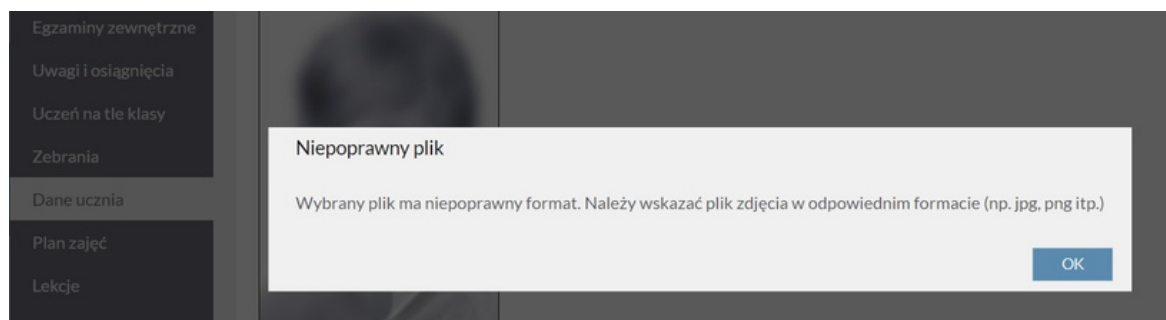 Egzaminy zewnętrzne
Uwagi i osiągnięcia
Uczeń na tle klasy
Zebrania
Dane ucznia
Plan zajęć
Lekcje
Niepoprawny plik
Wybrany plik ma niepoprawny format. Należy wskazać plik zdjęcia w odpowiednim formacie (np. jpg, png itp.)
OK